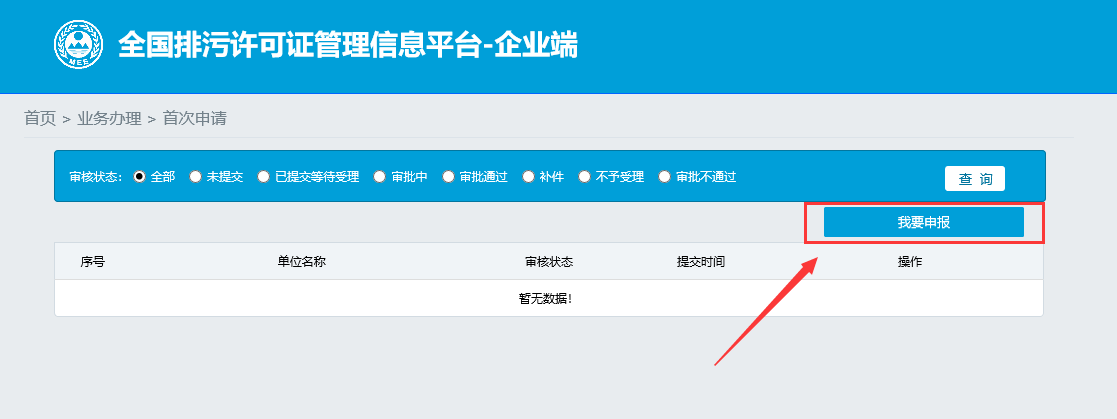 全国排污许可证管理信息平台-企业端
MEE
首页 > 业务办理 > 首次申请
审核状态： 全部 未提交 已提交等待受理 审批中 审批通过 补件 不予受理 审批不通过 查 询
我要申报
序号 单位名称 审核状态 提交时间 操作
暂无数据！